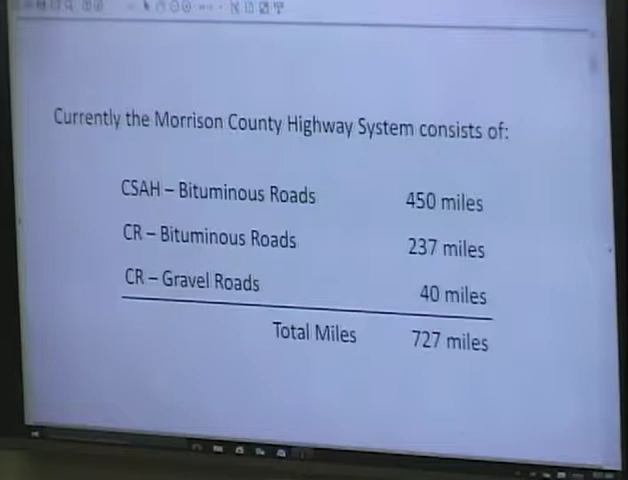 Currently the Morrison County Highway System consists of:
CSAH – Bituminous Roads 450 miles
CR – Bituminous Roads 237 miles
CR – Gravel Roads 40 miles
Total Miles 727 miles